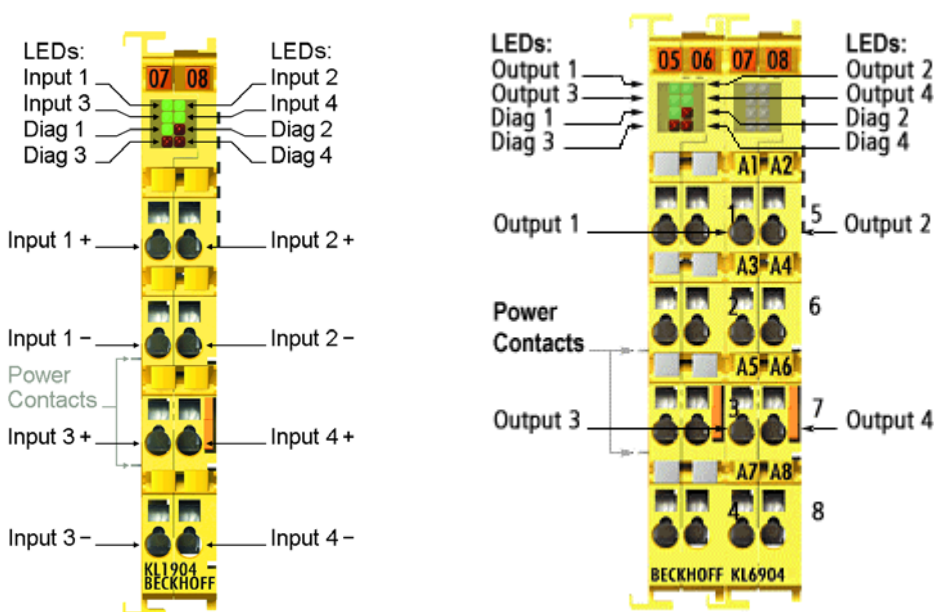 LEDs:
Input 1
Input 3
Diag 1
Diag 3
07 08
LEDs:
Input 2
Input 4
Diag 2
Diag 4
Input 1 +
Input 2 +
Input 1 –
Input 2 –
Power
Contacts
Input 3 +
Input 4 +
Input 3 –
Input 4 –
KL1904
BECKHOFF
LEDs:
Output 1
Output 3
Diag 1
Diag 3
05 06 07 08
LEDs:
Output 2
Output 4
Diag 2
Diag 4
A1 A2
Output 1
1
5
Output 2
A3 A4
Power
Contacts
2
6
A5 A6
Output 3
3
7
Output 4
A7 A8
4
8
BECKHOFF KL6904